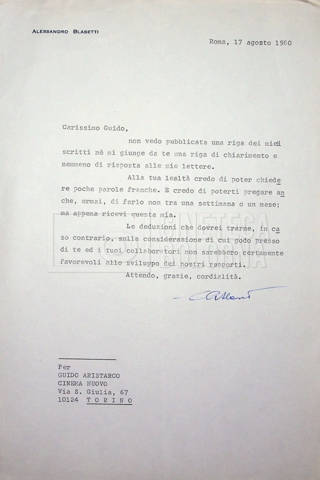 ALESSANDRO BLASETTI
Roma, 17 agosto 1980
Carissimo Guido,
non vedo pubblicata una riga dei miei
scritti né mi giunge da te una riga di chiarimento e
nemmeno di risposta alle mie lettere.
Alla tua lealtà credo di poter chiede
re poche parole franche. E credo di poterti pregare an
che, ormai, di farlo non tra una settimana o un mese:
ma appena ricevi questa mia.
Le deduzioni che dovrei trarne, in ca
so contrario, sulla considerazione di cui godo presso
di te ed i tuoi collaboratori non sarebbero certamente
favorevoli allo sviluppo dei nostri rapporti.
Attendo, grazie, cordialità.
Per
GUIDO ARISTARCO
CINEMA NUOVO
Via S. Giulia, 67
10124 TORINO